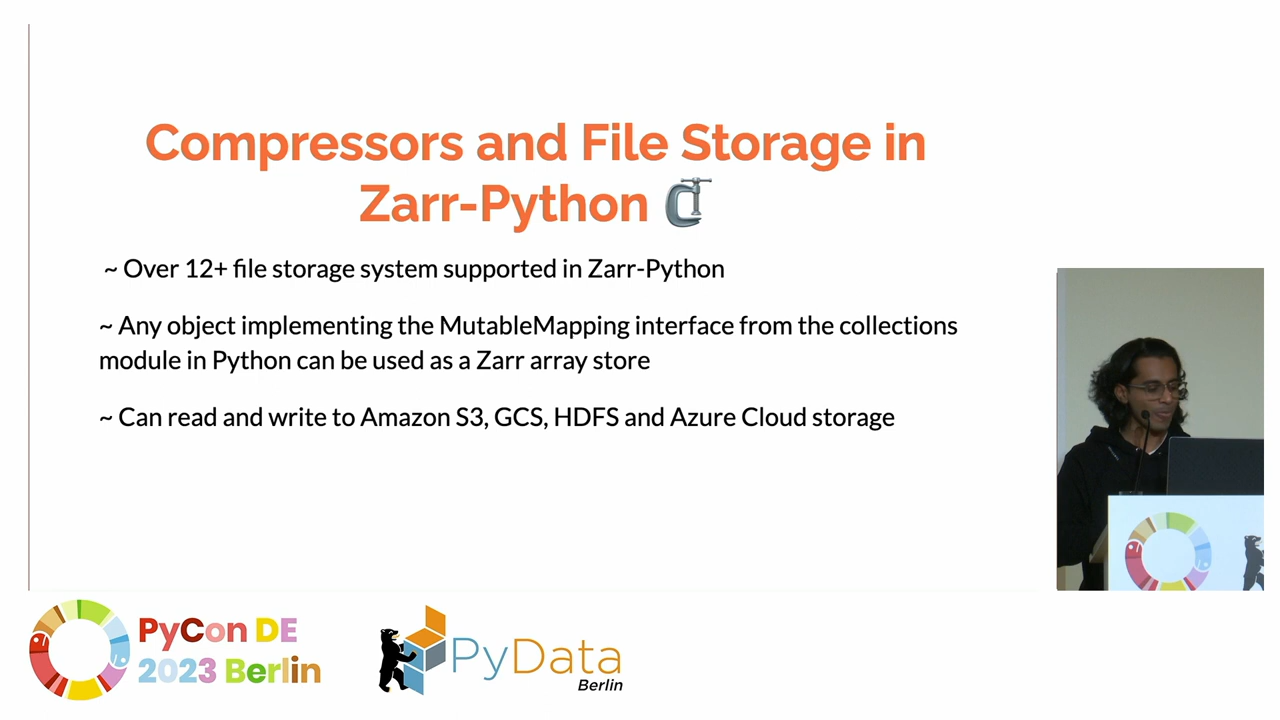 Compressors and File Storage in
Zarr-Python
~ Over 12+ file storage system supported in Zarr-Python
~ Any object implementing the MutableMapping interface from the collections
module in Python can be used as a Zarr array store
~ Can read and write to Amazon S3, GCS, HDFS and Azure Cloud storage
PyCon DE
2023 Berlin
PyData
Berlin